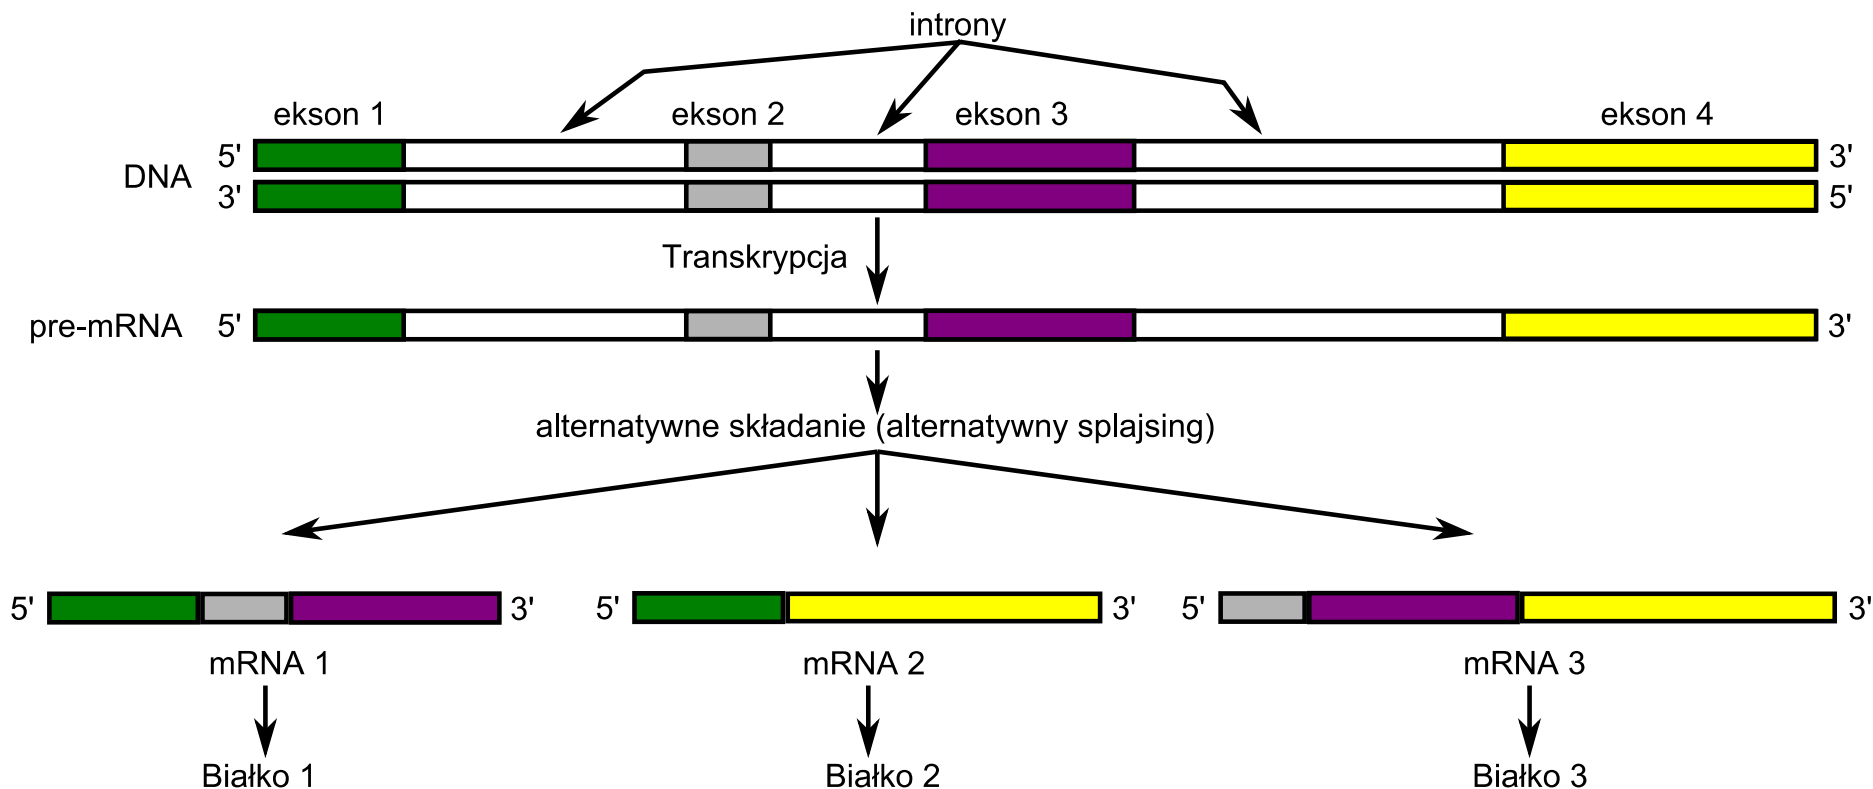 introny
ekson 1 ekson 2 ekson 3 ekson 4
5' 3'
DNA
3' 5'
Transkrypcja
pre-mRNA 5' 3'
alternatywne składanie (alternatywny splajsing)
5' 3' 5' 3' 5' 3'
mRNA 1 mRNA 2 mRNA 3
Białko 1 Białko 2 Białko 3